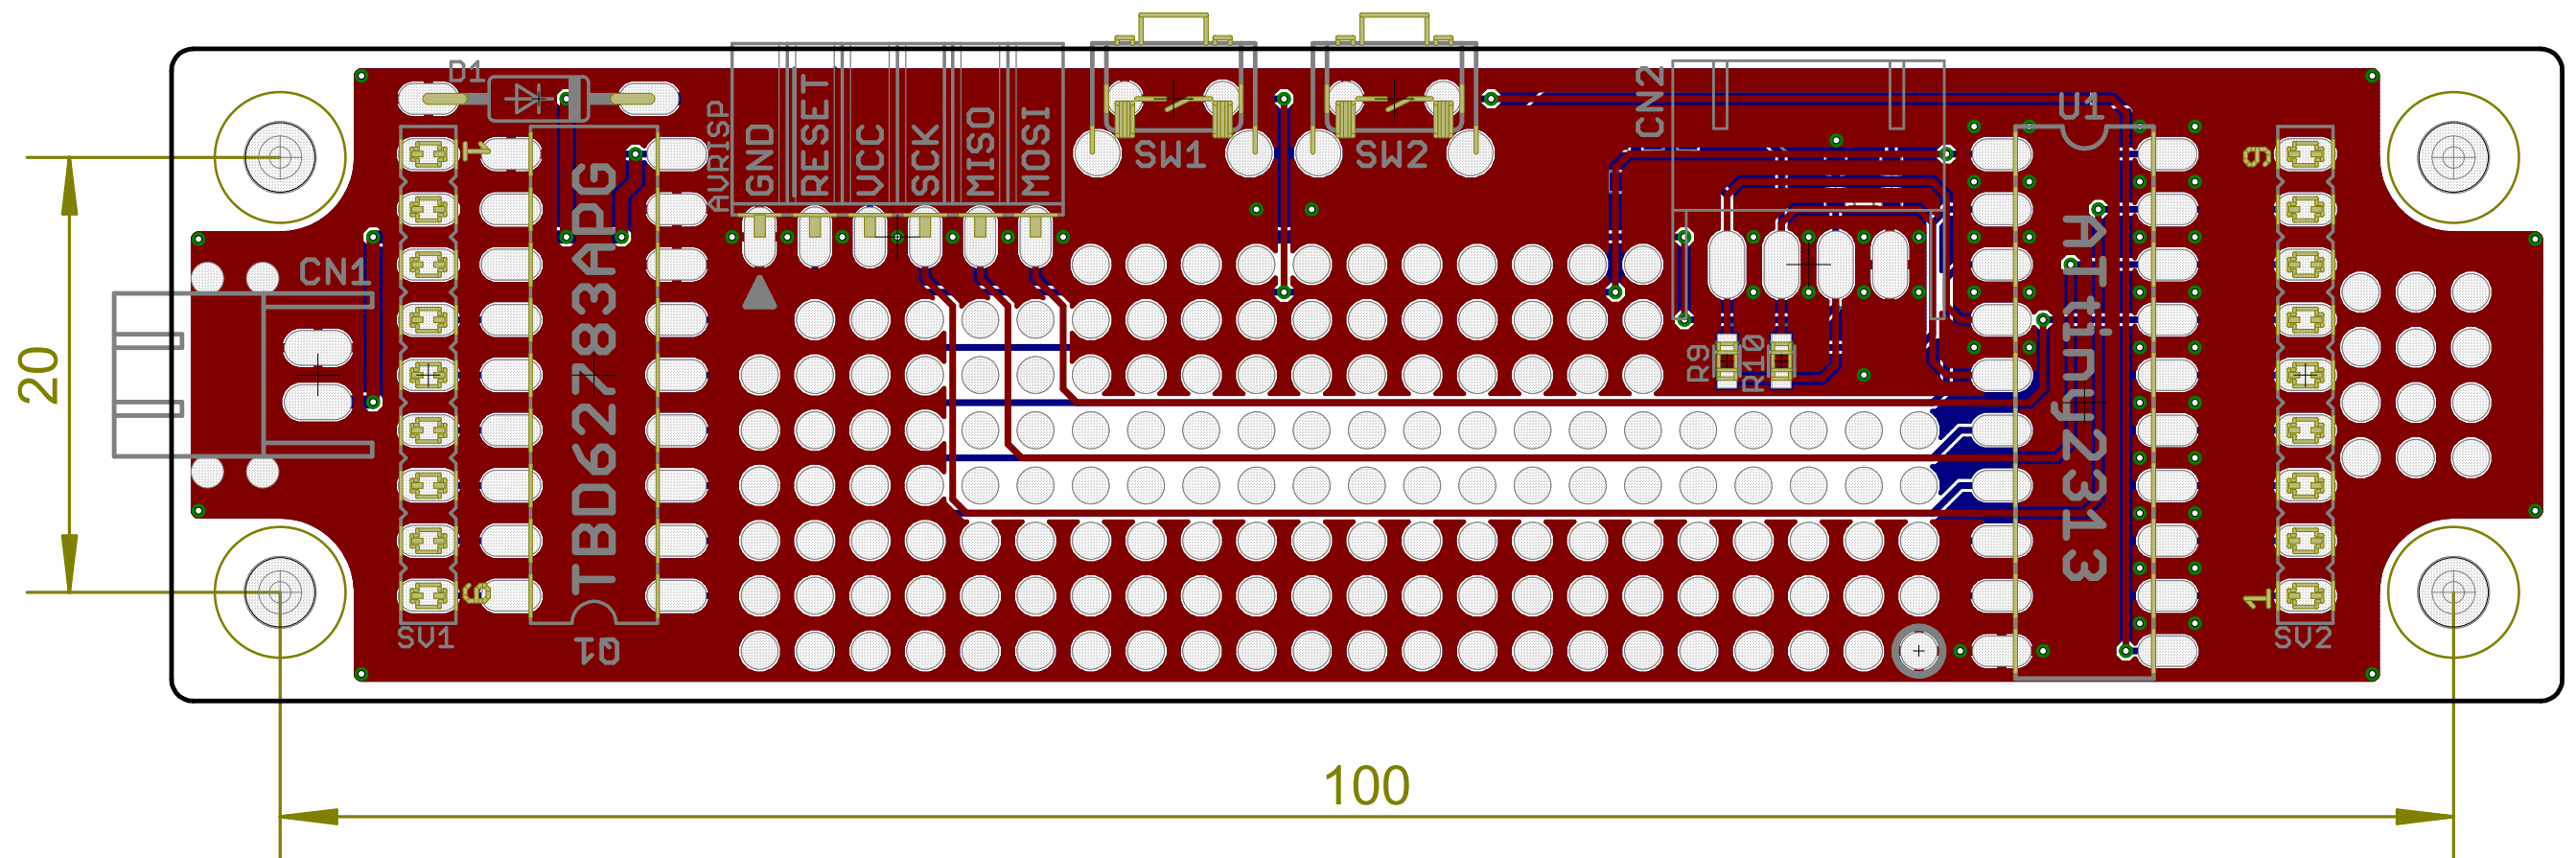 D1
1
TBD62783APG
9
SV1
Q1
CN1
AVRISP
GND
RESET
VCC
SCK
MISO
MOSI
SW1
SW2
CN2
R9
R10
U1
ATtiny2313
9
1
SV2
20
100